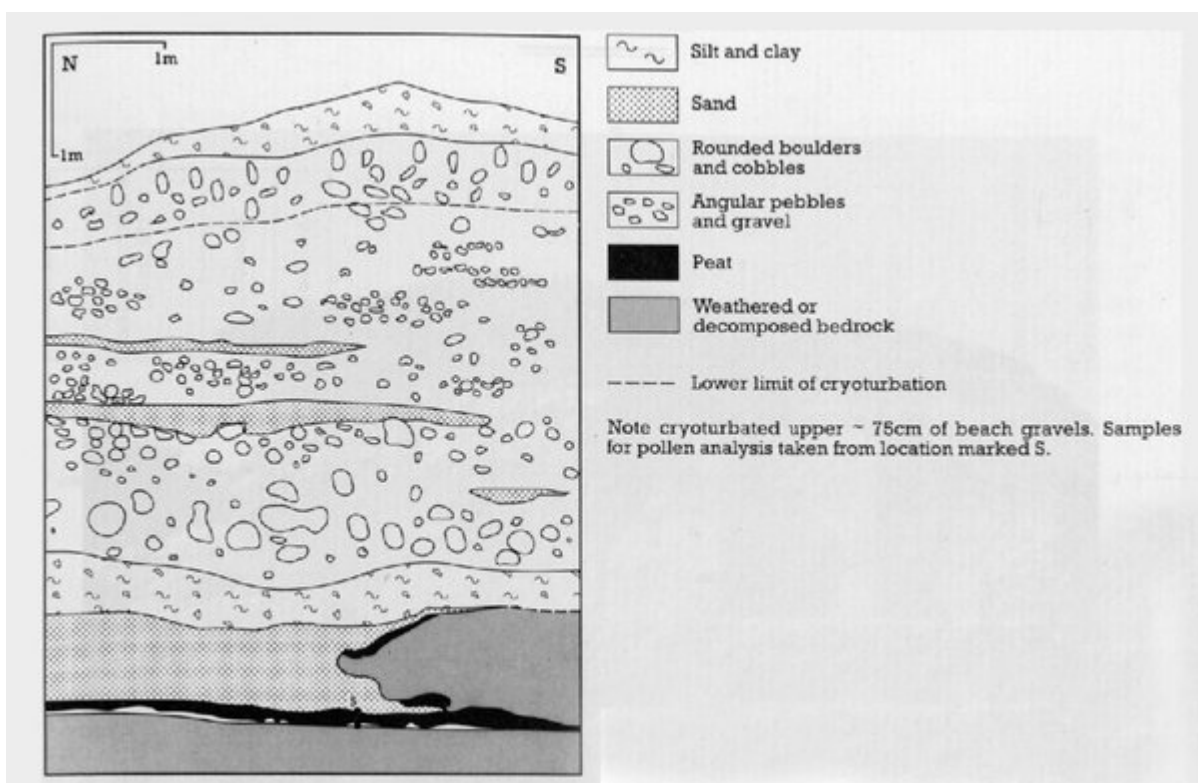 N
1m
S
1m
Silt and clay
Sand
Rounded boulders
and cobbles
Angular pebbles
and gravel
Peat
Weathered or
decomposed bedrock
Lower limit of cryoturbation
Note cryoturbated upper ~ 75cm of beach gravels. Samples
for pollen analysis taken from location marked S.